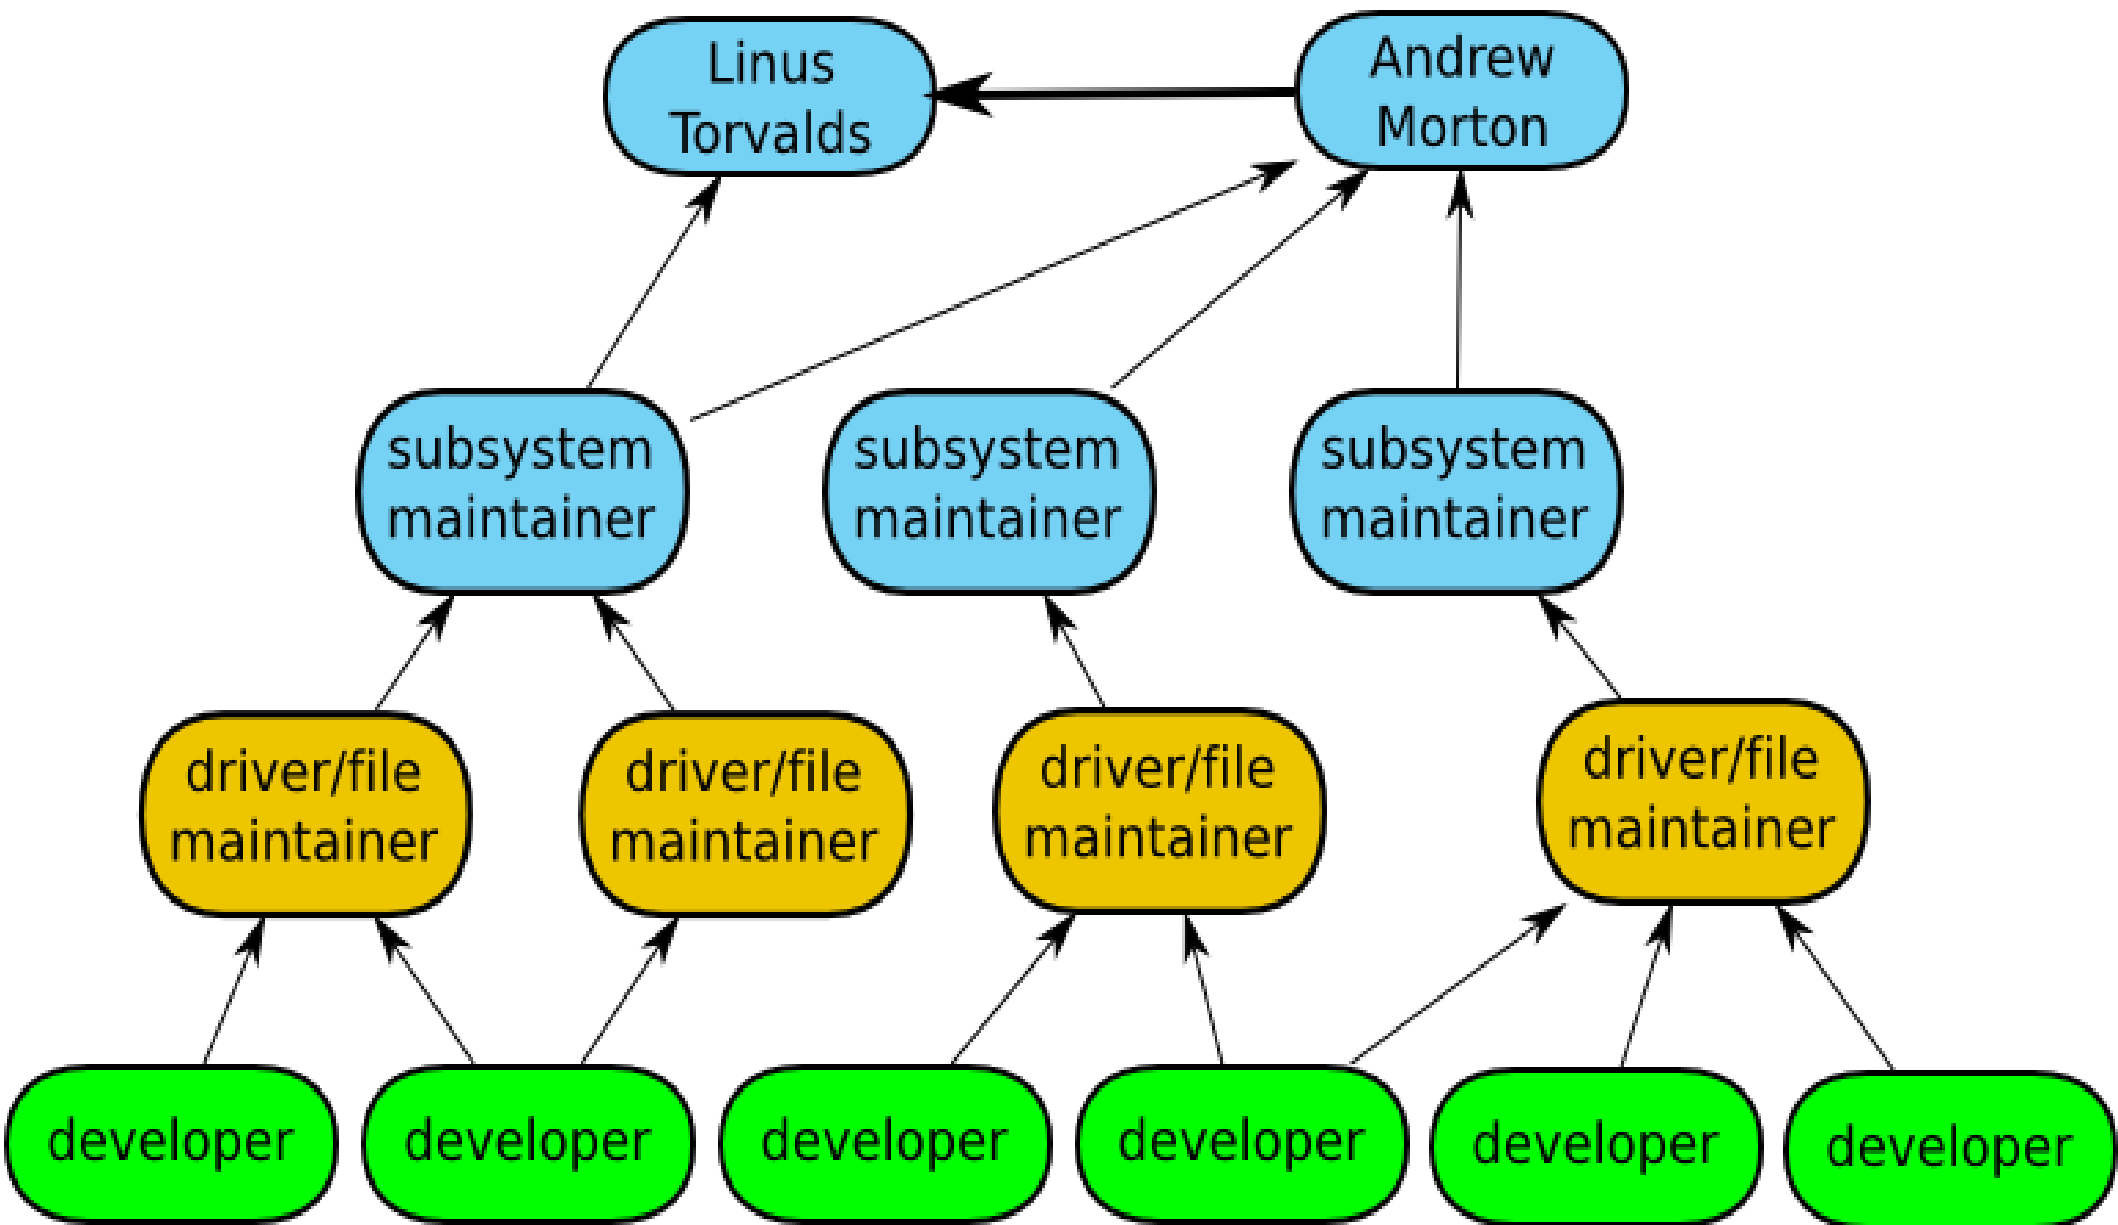 Linus
Torvalds
Andrew
Morton
subsystem
maintainer
subsystem
maintainer
subsystem
maintainer
driver/file
maintainer
driver/file
maintainer
driver/file
maintainer
driver/file
maintainer
developer
developer
developer
developer
developer
developer